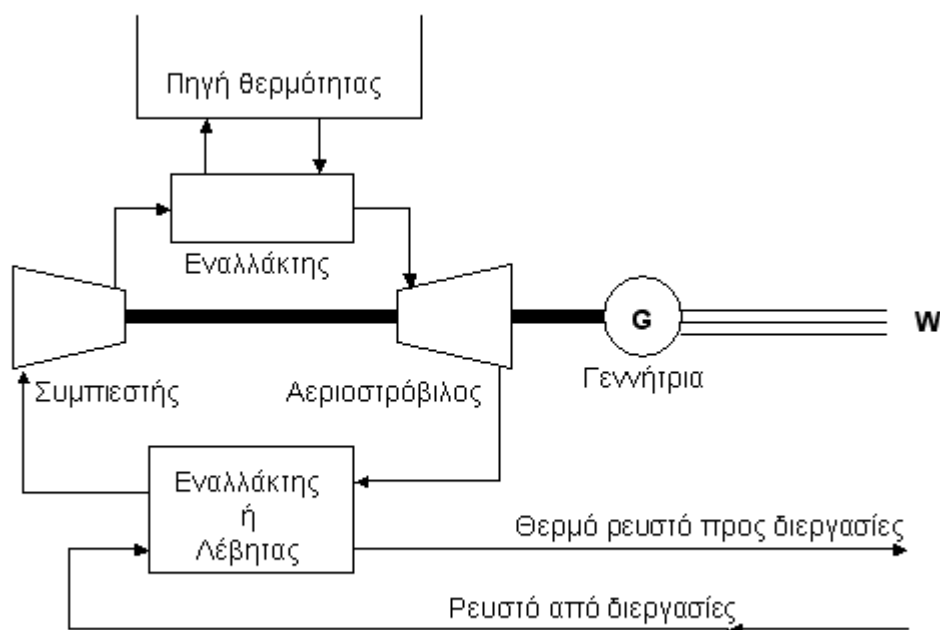 Πηγή θερμότητας
Εναλλάκτης
G
W
Συμπιεστής
Αεριοστρόβιλος
Γεννήτρια
Εναλλάκτης
ή
Λέβητας
Θερμό ρευστό προς διεργασίες
Ρευστό από διεργασίες